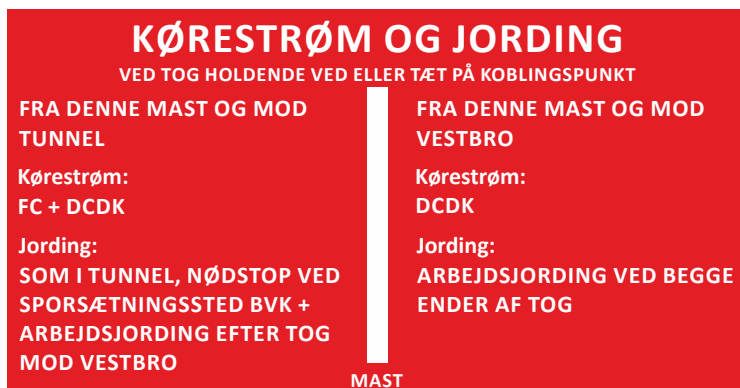 KØRESTRØM OG JORDING
VED TOG HOLDENDE VED ELLER TÆT PÅ KOBLINGSPUNKT
FRA DENNE MAST OG MOD
TUNNEL
Kørestrøm:
FC + DCDK
Jording:
SOM I TUNNEL, NØDSTOP VED
SPORSÆTNINGSSTED BVK +
ARBEJDSJORDING EFTER TOG
MOD VESTBRO
FRA DENNE MAST OG MOD
VESTBRO
Kørestrøm:
DCDK
Jording:
ARBEJDSJORDING VED BEGGE
ENDER AF TOG
MAST